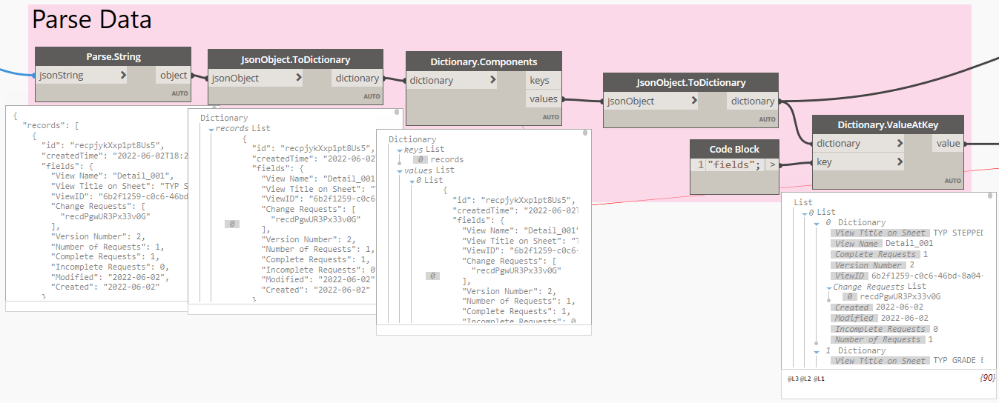 Parse Data
Parse.String
jsonString >
object
AUTO
JsonObject.ToDictionary
jsonObject >
dictionary
AUTO
Dictionary.Components
dictionary >
keys
values
AUTO
JsonObject.ToDictionary
jsonObject >
dictionary
AUTO
Code Block
1 "fields"; >
Dictionary.ValueAtKey
dictionary >
value
key >
AUTO
{
"records": [
{
"id": "recpjykXxp1pt8Us5",
"createdTime": "2022-06-02T18:2
"fields": {
"View Name": "Detail_001",
"View Title on Sheet": "TYP S
"ViewID": "6b2f1259-c0c6-46bd
"Change Requests": [
"recdPgwUR3Px33v0G"
],
"Version Number": 2,
"Number of Requests": 1,
"Complete Requests": 1,
"Incomplete Requests": 0,
"Modified": "2022-06-02",
"Created": "2022-06-02"
}
Dictionary
records List
{
"id": "recpjykXxp1pt8Us5",
"createdTime": "2022-06-02
"fields": {
"View Name": "Detail_001
"View Title on Sheet": "
"ViewID": "6b2f1259-c0c6
"Change Requests": [
"recdPgwUR3Px33v0G"
0
],
"Version Number": 2,
"Number of Requests": 1,
"Complete Requests": 1,
"Incomplete Requests": 0
"Modified": "2022-06-02"
"Created": "2022-06-02"
}
Dictionary
keys List
0 records
values List
0 List
{
"id": "recpjykXxp1pt8Us5",
"createdTime": "2022-06-02T
"fields": {
"View Name": "Detail_001"
"View Title on Sheet": "T
"ViewID": "6b2f1259-c0c6-
"Change Requests": [
"recdPgwUR3Px33v0G"
0
],
"Version Number": 2,
"Number of Requests": 1,
"Complete Requests": 1,
"Incomplete Requests": 0
List
0 List
0 Dictionary
View Title on Sheet TYP STEPPED
View Name Detail_001
Complete Requests 1
Version Number 2
ViewID 6b2f1259-c0c6-46bd-8a04-
Change Requests List
0 recdPgwUR3Px33v0G
Created 2022-06-02
Modified 2022-06-02
Incomplete Requests 0
Number of Requests 1
1 Dictionary
View Title on Sheet TYP GRADE
@L3 @L2 @L1
{90}